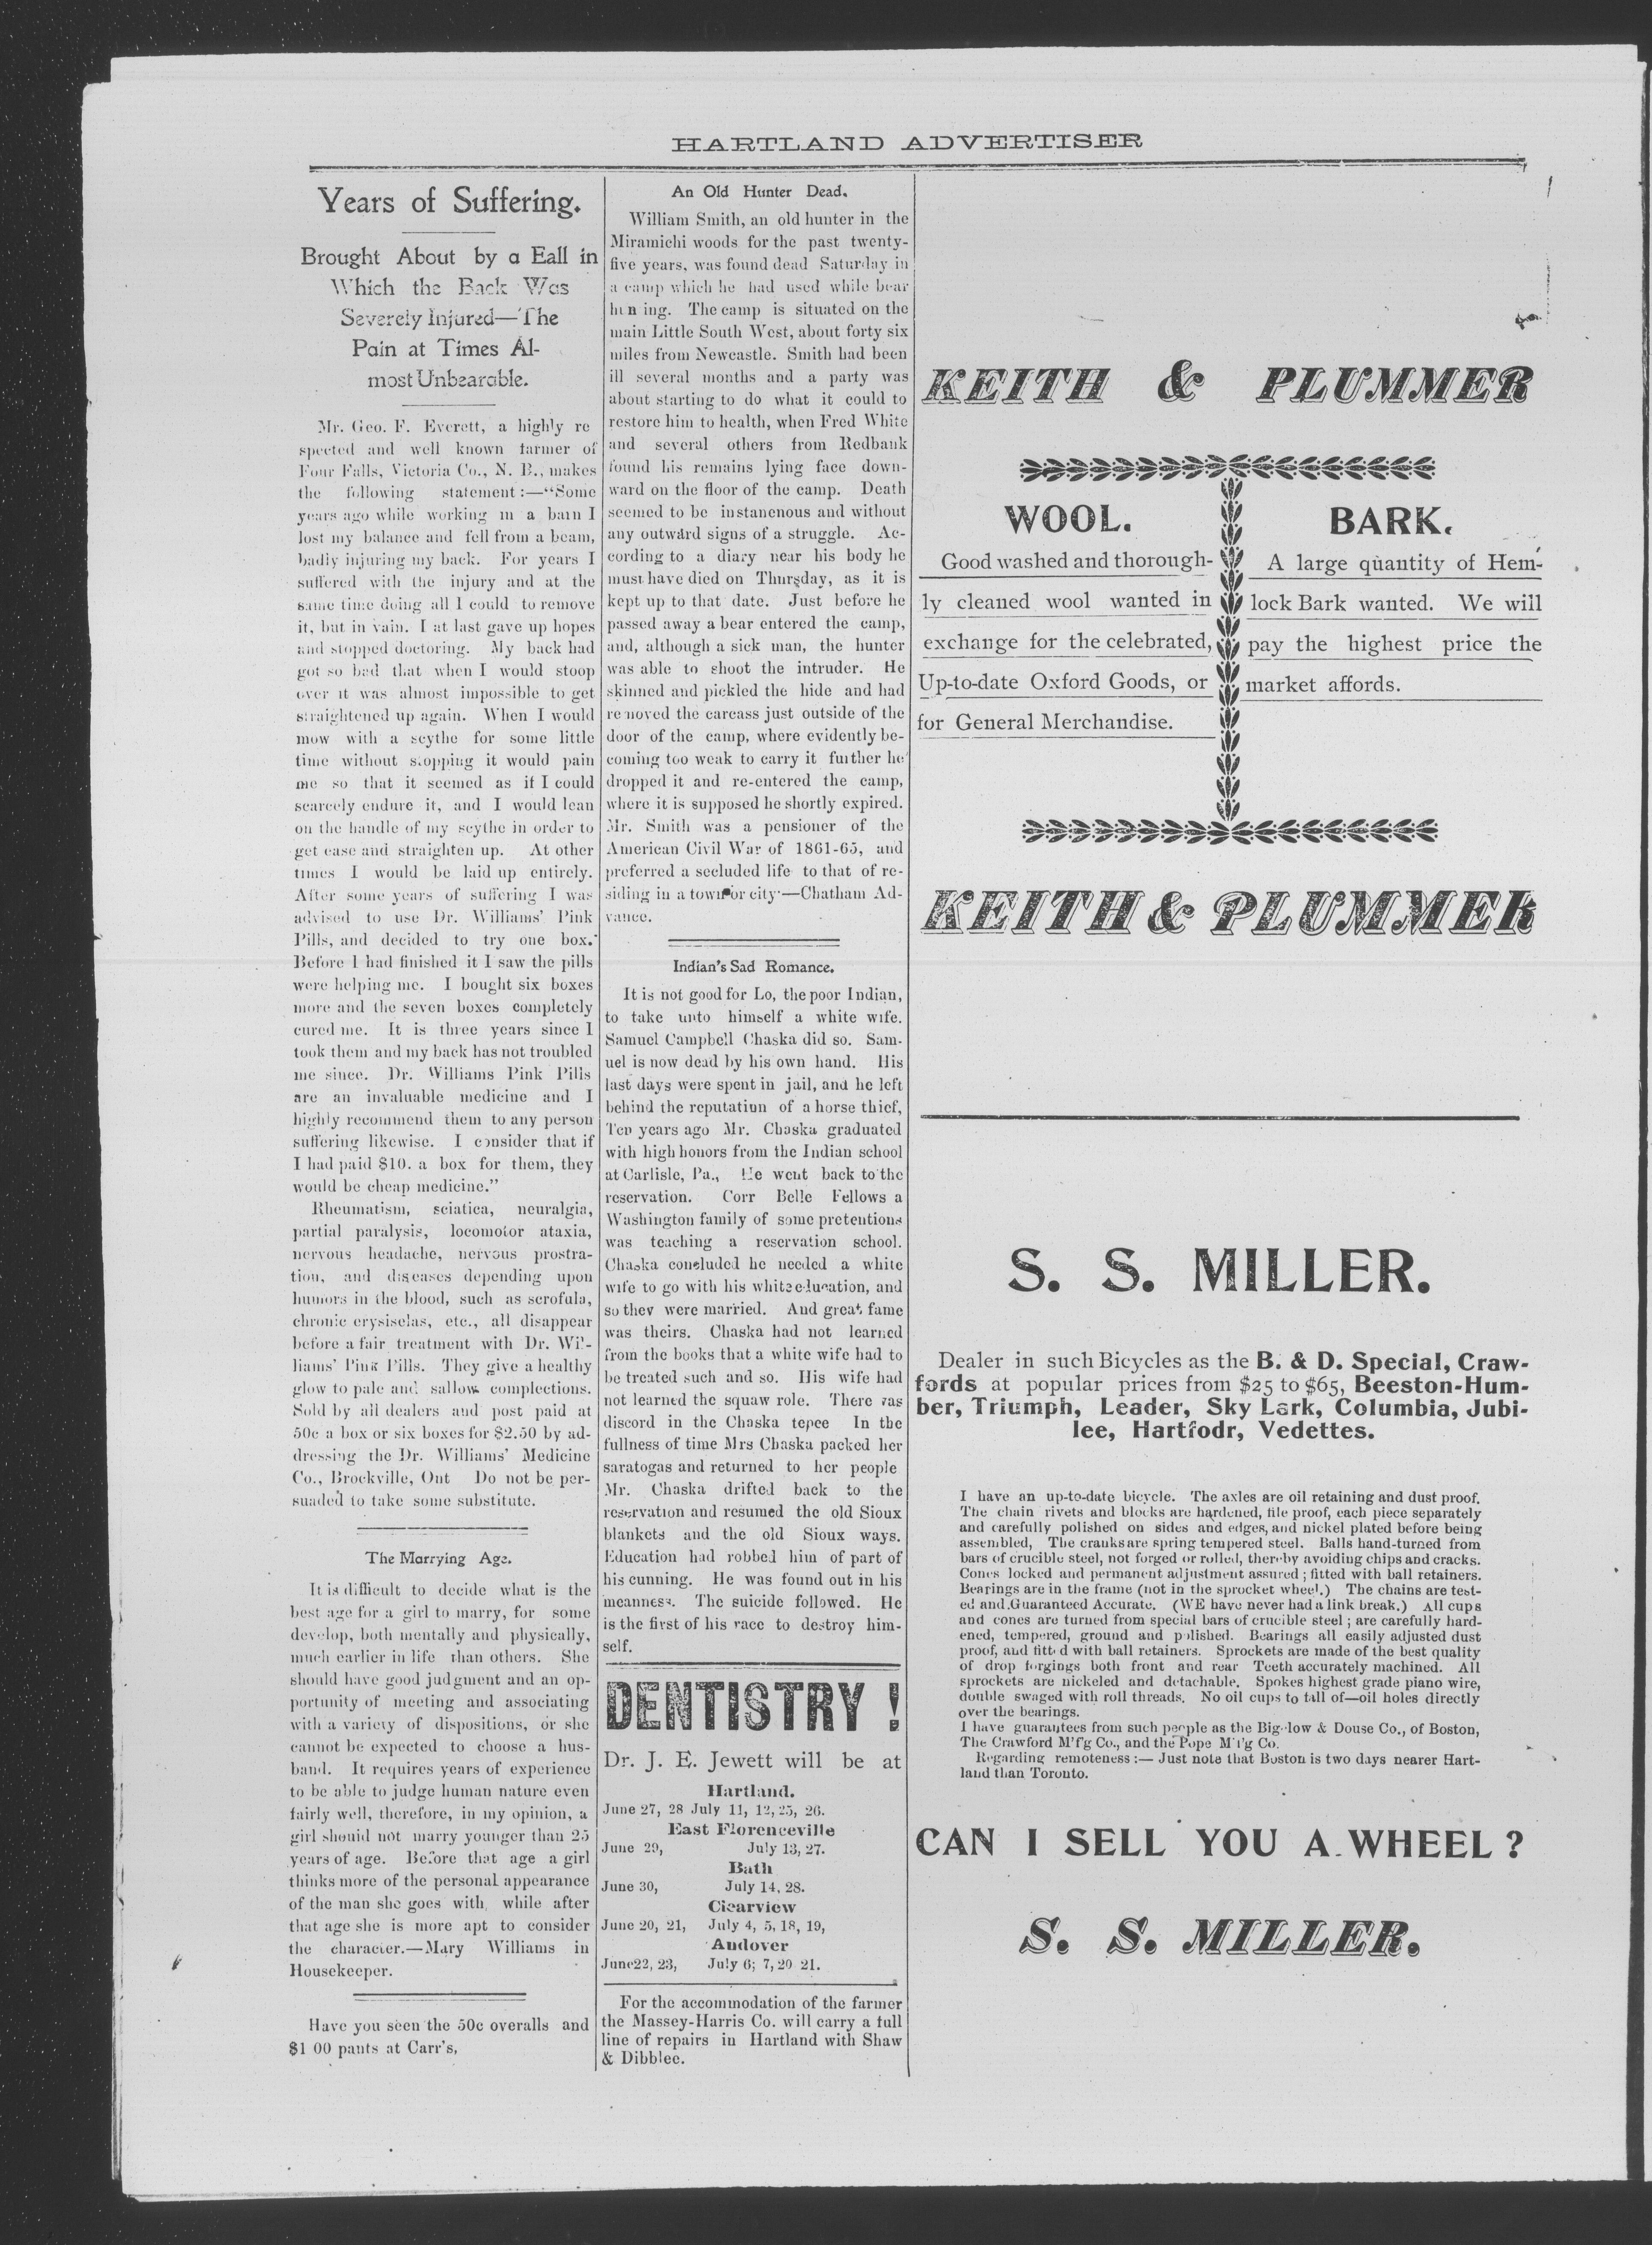 HARTLAND ADVERTISER
Years of Suffering.
Brought About by a Eall in
Which the Back Was
Severely Injured—The
Pain at Times Al-
most Unbearable.
Mr. Geo. F. Everett, a highly re
spected and well known farmer of
Four Falls, Victoria Co., N. B., makes
the following statement:—"Some
years ago while working in a barn I
lost my balance and fell from a beam,
badly injuring my back. For years I
suffered with the injury and at the
same time doing all I could to remove
it, but in vain. I at last gave up hopes
and stopped doctoring. My back had
got so bad that when I would stoop
over it was almost impossible to get
straightened up again. When I would
mow with a scythe for some little
time without stopping it would pain
me so that it seemed as if I could
scarcely endure it, and I would lean
on the handle of my scythe in order to
get ease and straighten up. At other
times I would be laid up entirely.
After some years of suffering I was
advised to use Dr. Williams' Pink
Pills, and decided to try one box.
Before I had finished it I saw the pills
were helping me. I bought six boxes
more and the seven boxes completely
cured me. It is three years since I
took them and my back has not troubled
me since. Dr. Williams Pink Pills
are an invaluable medicine and I
highly recommend them to any person
suffering likewise. I consider that if
I had paid $10. a box for them, they
would be cheap medicine."
Rheumatism, sciatica, neuralgia,
partial paralysis, locomotor ataxia,
nervous headache, nervous prostra-
tion, and diseases depending upon
humors in the blood, such as scrofula,
chronic erysiselas, etc., all disappear
before a fair treatment with Dr. Wil-
liams' Pink Pills. They give a healthy
glow to pale and sallow complections.
Sold by all dealers and post paid at
50c a box or six boxes for $2.50 by ad-
dressing the Dr. Williams' Medicine
Co., Brockville, Ont Do not be per-
suaded to take some substitute.
The Marrying Age.
It is difficult to decide what is the
best age for a girl to marry, for some
develop, both mentally and physically,
much earlier in life than others. She
should have good judgment and an op-
portunity of meeting and associating
with a variety of dispositions, or she
cannot be expected to choose a hus-
band. It requires years of experience
to be able to judge human nature even
fairly well, therefore, in my opinion, a
girl should not marry younger than 25
years of age. Before that age a girl
thinks more of the personal appearance
of the man she goes with, while after
that age she is more apt to consider
the character.—Mary Williams in
Housekeeper.
Have you seen the 50c overalls and
$1 00 pants at Carr's,
An Old Hunter Dead.
William Smith, an old hunter in the
Miramichi woods for the past twenty-
five years, was found dead Saturday in
a camp which he had used while bear
hun ing. The camp is situated on the
main Little South West, about forty six
miles from Newcastle. Smith had been
ill several months and a party was
about starting to do what it could to
restore him to health, when Fred White
and several others from Redbank
found his remains lying face down-
ward on the floor of the camp. Death
seemed to be instanenous and without
any outward signs of a struggle. Ac-
cording to a diary near his body he
must have died on Thursday, as it is
kept up to that date. Just before he
passed away a bear entered the camp,
and, although a sick man, the hunter
was able to shoot the intruder. He
skinned and pickled the hide and had
removed the carcass just outside of the
door of the camp, where evidently be-
coming too weak to carry it further he
dropped it and re-entered the camp,
where it is supposed he shortly expired.
Mr. Smith was a pensioner of the
American Civil War of 1861-65, and
preferred a secluded life to that of re-
siding in a town or city—Chatham Ad-
vance.
Indian's Sad Romance.
It is not good for Lo, the poor Indian,
to take unto himself a white wife.
Samuel Campbell Chaska did so. Sam-
uel is now dead by his own hand. His
last days were spent in jail, and he left
behind the reputation of a horse thief,
Ten years ago Mr. Chaska graduated
with high honors from the Indian school
at Carlisle, Pa., He went back to the
reservation. Corr Belle Fellows a
Washington family of some pretentions
was teaching a reservation school.
Chaska concluded he needed a white
wife to go with his white education, and
so they were married. And great fame
was theirs. Chaska had not learned
from the books that a white wife had to
be treated such and so. His wife had
not learned the squaw role. There was
discord in the Chaska tepee In the
fullness of time Mrs Chaska packed her
saratogas and returned to her people
Mr. Chaska drifted back to the
reservation and resumed the old Sioux
blankets and the old Sioux ways.
Education had robbed him of part of
his cunning. He was found out in his
meanness. The suicide followed. He
is the first of his race to destroy him-
self.
DENTISTRY !
Dr. J. E. Jewett will be at
Hartland.
June 27, 28 July 11, 12, 25, 26.
East Florenceville
June 29, July 13, 27.
Bath
June 30, July 14, 28.
Clearview
June 20, 21, July 4, 5, 18, 19,
Andover
June22, 23, July 6; 7, 20 21.
For the accommodation of the farmer
the Massey-Harris Co. will carry a full
line of repairs in Hartland with Shaw
& Dibblee.
KEITH & PLUMMER
WOOL.
Good washed and thorough-
ly cleaned wool wanted in
exchange for the celebrated,
Up-to-date Oxford Goods, or
for General Merchandise.
BARK.
A large quantity of Hem-
lock Bark wanted. We will
pay the highest price the
market affords.
KEITH & PLUMMER
S. S. MILLER.
Dealer in such Bicycles as the B. & D. Special, Craw-
fords at popular prices from $25 to $65, Beeston-Hum-
ber, Triumph, Leader, Sky Lark, Columbia, Jubi-
lee, Hartfodr, Vedettes.
I have an up-to-date bicycle. The axles are oil retaining and dust proof.
The chain rivets and blocks are hardened, file proof, each piece separately
and carefully polished on sides and edges, and nickel plated before being
assembled, The cranks are spring tempered steel. Balls hand-turned from
bars of crucible steel, not forged or rolled, thereby avoiding chips and cracks.
Cones locked and permanent adjustment assured ; fitted with ball retainers.
Bearings are in the frame (not in the sprocket wheel.) The chains are test-
ed and Guaranteed Accurate. (WE have never had a link break.) All cups
and cones are turned from special bars of crucible steel ; are carefully hard-
ened, tempered, ground and polished. Bearings all easily adjusted dust
proof, and fitted with ball retainers. Sprockets are made of the best quality
of drop forgings both front and rear Teeth accurately machined. All
sprockets are nickeled and detachable. Spokes highest grade piano wire,
double swaged with roll threads. No oil cups to fall of—oil holes directly
over the bearings.
I have guarantees from such people as the Bigelow & Douse Co., of Boston,
The Crawford M'f'g Co., and the Pope M'f'g Co.
Regarding remoteness :— Just note that Boston is two days nearer Hart-
land than Toronto.
CAN I SELL YOU A WHEEL ?
S. S. MILLER.